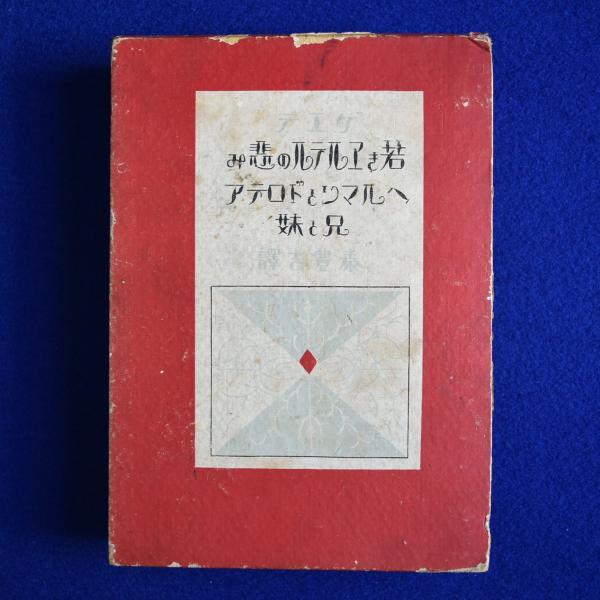 ゲエテ
若きヱルテルの悲み
ヘルマンとドロテア
兄と妹
秦豊吉譯